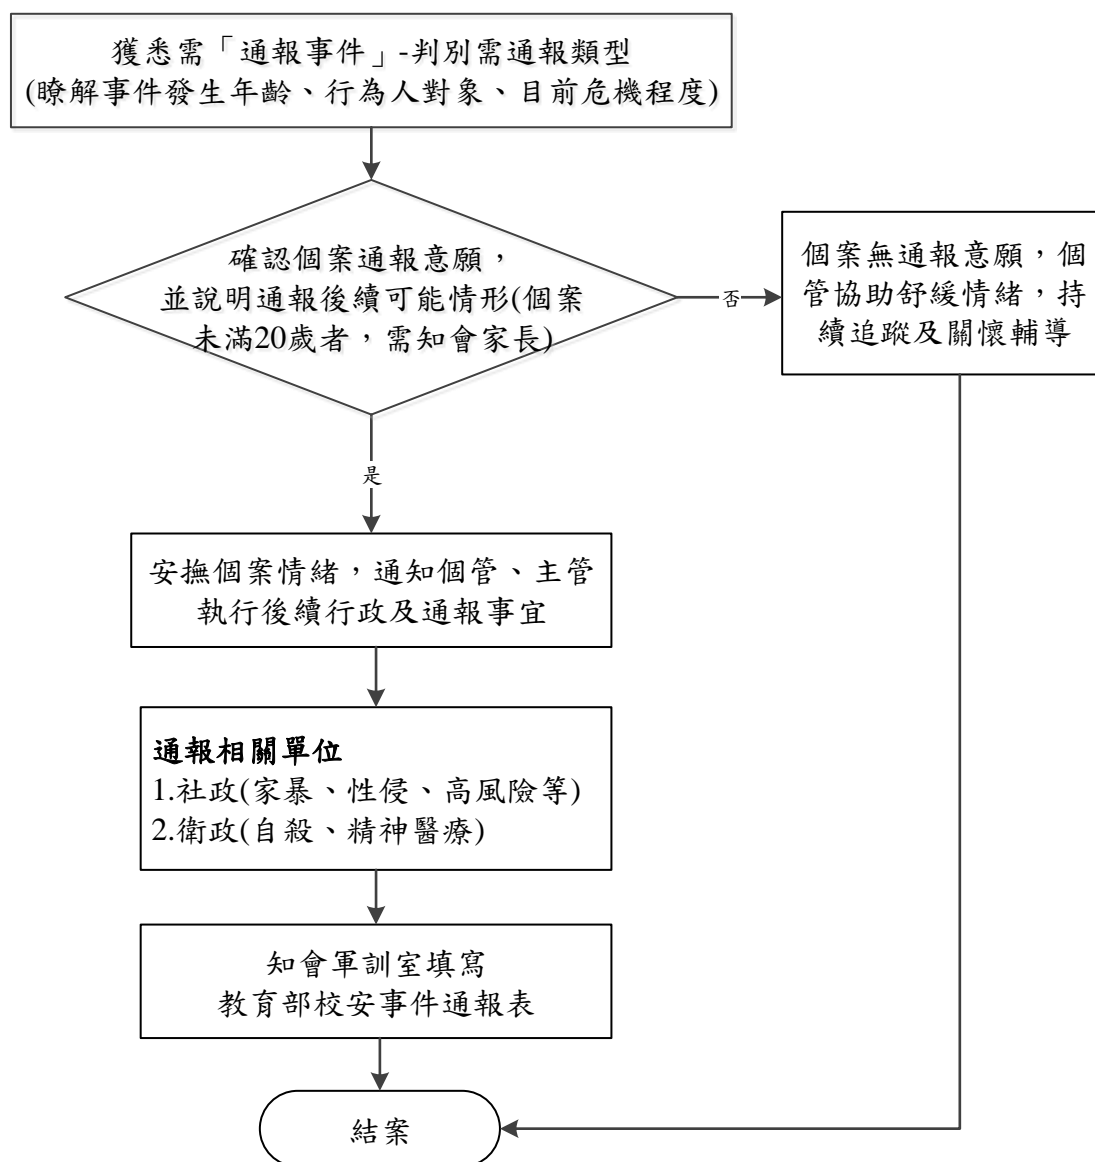 獲悉需「通報事件」-判別需通報類型
(瞭解事件發生年齡、行為人對象、目前危機程度)
確認個案通報意願，
並說明通報後續可能情形(個案
未滿20歲者，需知會家長)
否
個案無通報意願，個
管協助舒緩情緒，持
續追蹤及關懷輔導
是
安撫個案情緒，通知個管、主管
執行後續行政及通報事宜
通報相關單位
1.社政(家暴、性侵、高風險等)
2.衛政(自殺、精神醫療)
知會軍訓室填寫
教育部校安事件通報表
結案